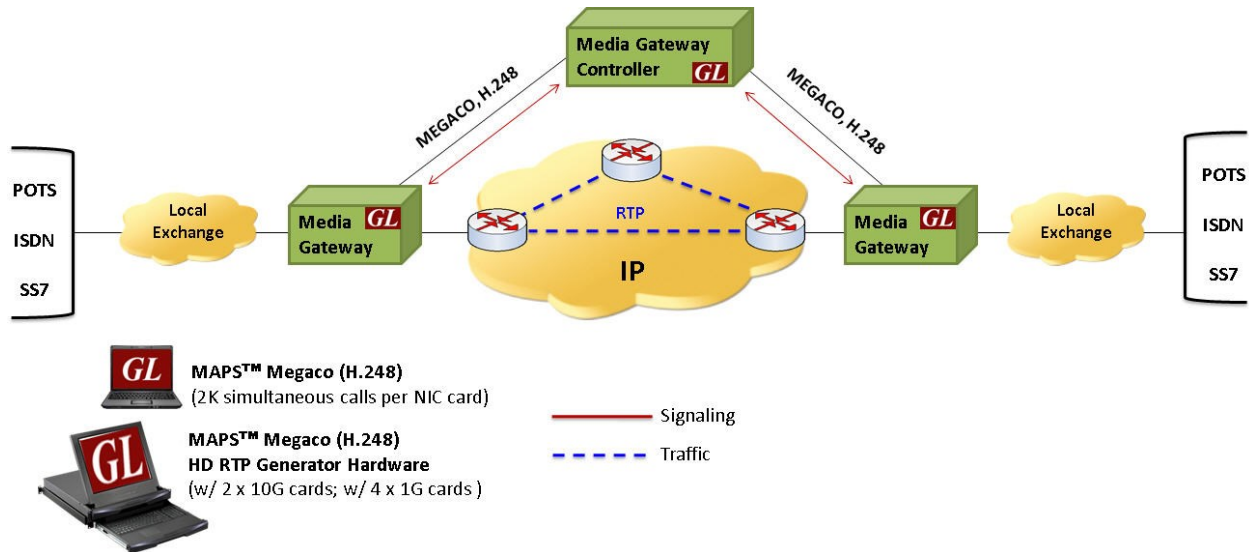 Media Gateway
Controller
GL
MEGACO, H.248
MEGACO, H.248
POTS
ISDN
SS7
Local
Exchange
Media
Gateway
GL
RTP
IP
Media
Gateway
GL
Local
Exchange
POTS
ISDN
SS7
GL
MAPS™ Megaco (H.248)
(2K simultaneous calls per NIC card)
GL
MAPS™ Megaco (H.248)
HD RTP Generator Hardware
(w/ 2 x 10G cards; w/ 4 x 1G cards )
Signaling
Traffic